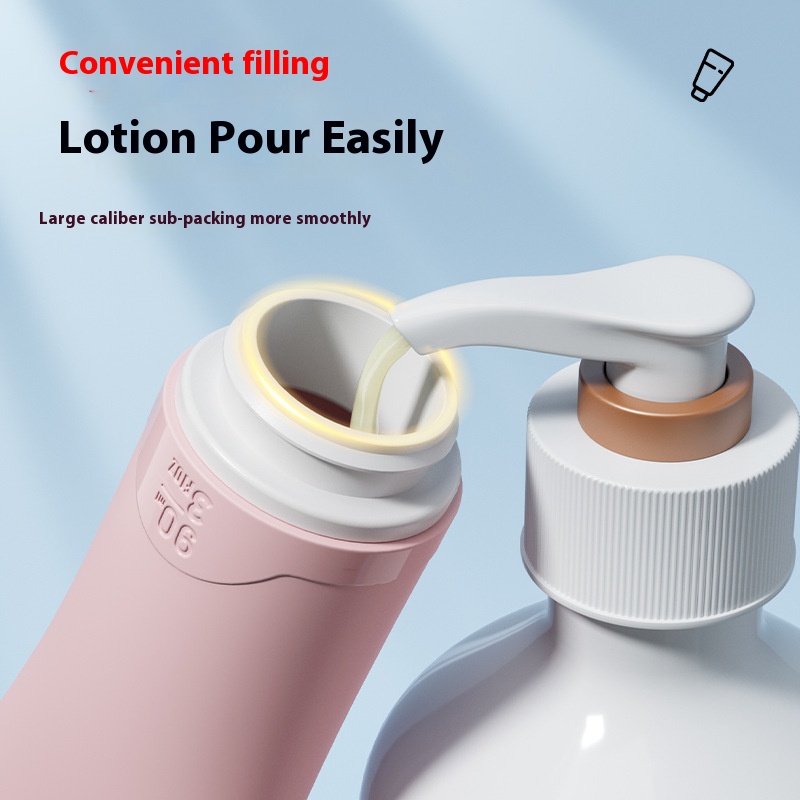 Convenient filling
Lotion Pour Easily
Large caliber sub-packing more smoothly
90ml
3floz